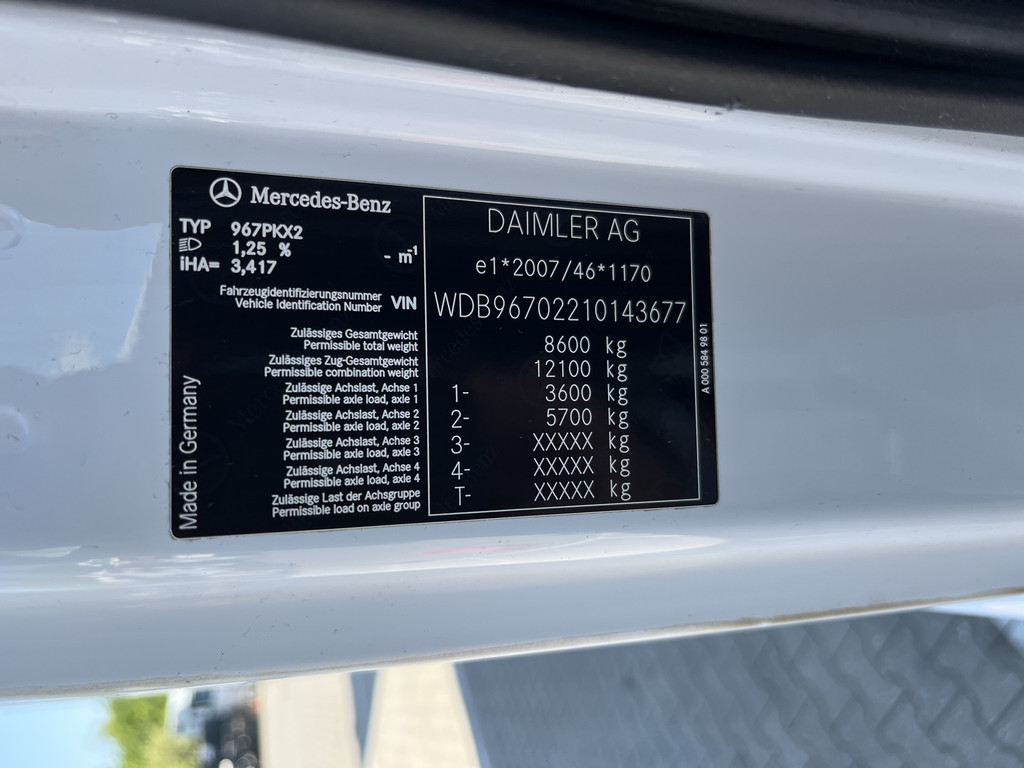 Mercedes-Benz
TYP 967PKX2
1,25 % - m-1
iHA= 3,417
DAIMLER AG
e1*2007/46*1170
Fahrzeugidentifizierungsnummer
Vehicle Identification Number VIN WDB96702210143677
Zulässiges Gesamtgewicht
Permissible total weight 8600 kg
Zulässiges Zug-Gesamtgewicht
Permissible combination weight 12100 kg
Zulässige Achslast, Achse 1
Permissible axle load, axle 1 1- 3600 kg
Zulässige Achslast, Achse 2
Permissible axle load, axle 2 2- 5700 kg
Zulässige Achslast, Achse 3
Permissible axle load, axle 3 3- XXXXX kg
Zulässige Achslast, Achse 4
Permissible axle load, axle 4 4- XXXXX kg
Zulässige Last der Achsgruppe
Permissible load on axle group T- XXXXX kg
Made in Germany
A 000 584 98 01